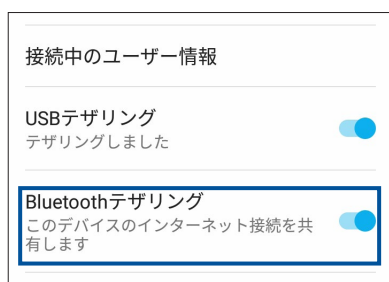 接続中のユーザー情報
USBテザリング
テザリングしました
Bluetoothテザリング
このデバイスのインターネット接続を共
有します